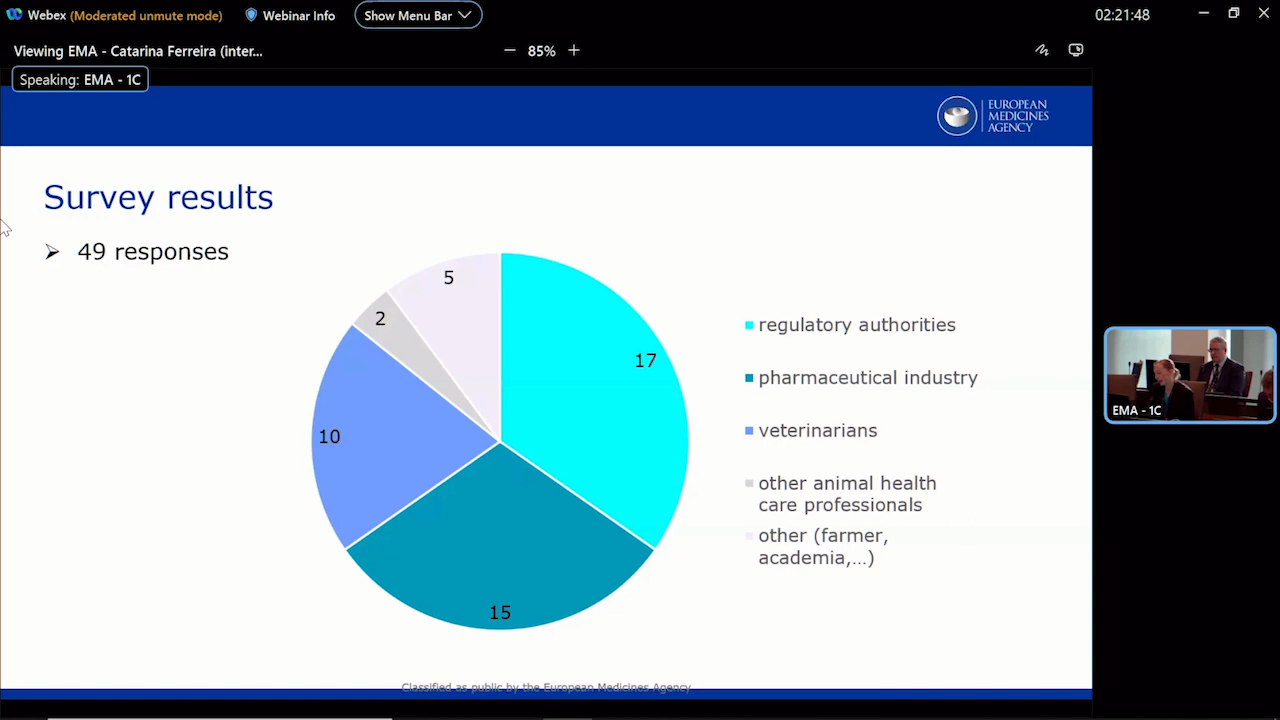 Webex (Moderated unmute mode)
Webinar Info
Show Menu Bar
02:21:48
Viewing EMA - Catarina Ferreira (inter...
85%
Speaking: EMA - 1C
EUROPEAN
MEDICINES
AGENCY
Survey results
49 responses
5
2
17
10
15
regulatory authorities
pharmaceutical industry
veterinarians
other animal health
care professionals
other (farmer,
academia,...)
EMA - 1C
Classified as public by the European Medicines Agency